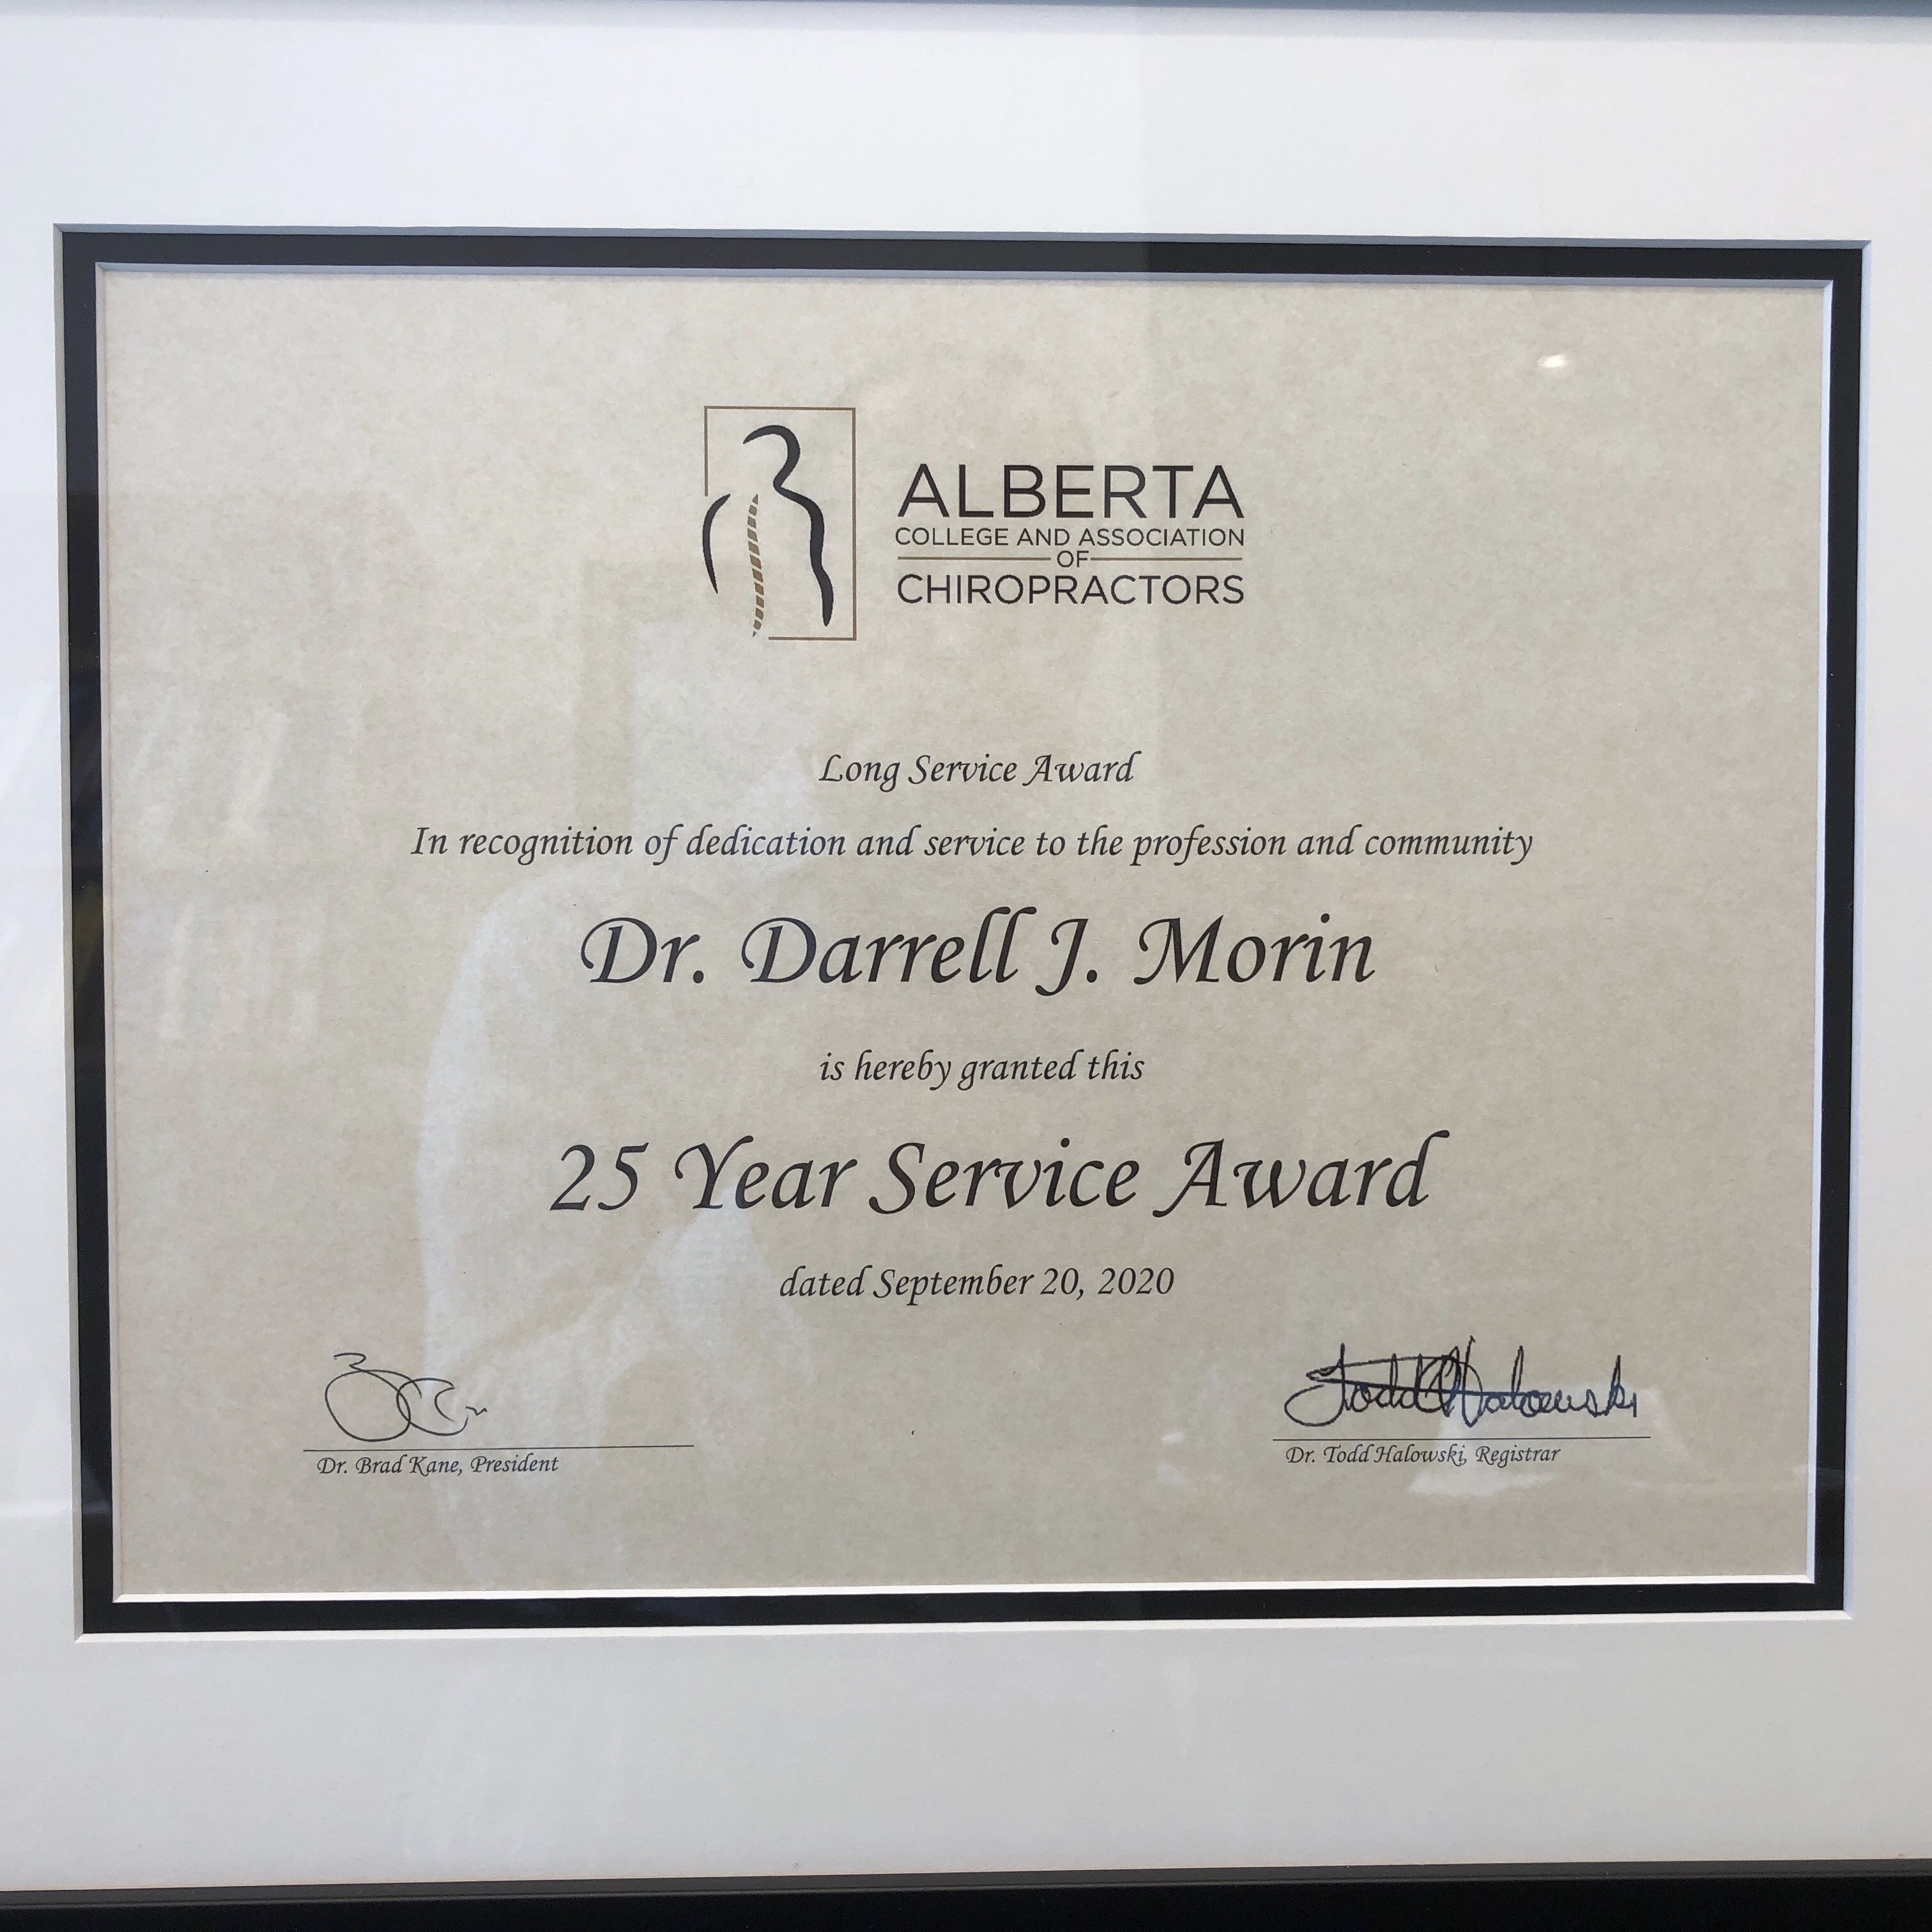 ALBERTA
COLLEGE AND ASSOCIATION
OF
CHIROPRACTORS
Long Service Award
In recognition of dedication and service to the profession and community
Dr. Darrell J. Morin
is hereby granted this
25 Year Service Award
dated September 20, 2020
Todd Halowski
Dr. Brad Kane, President
Dr. Todd Halowski, Registrar